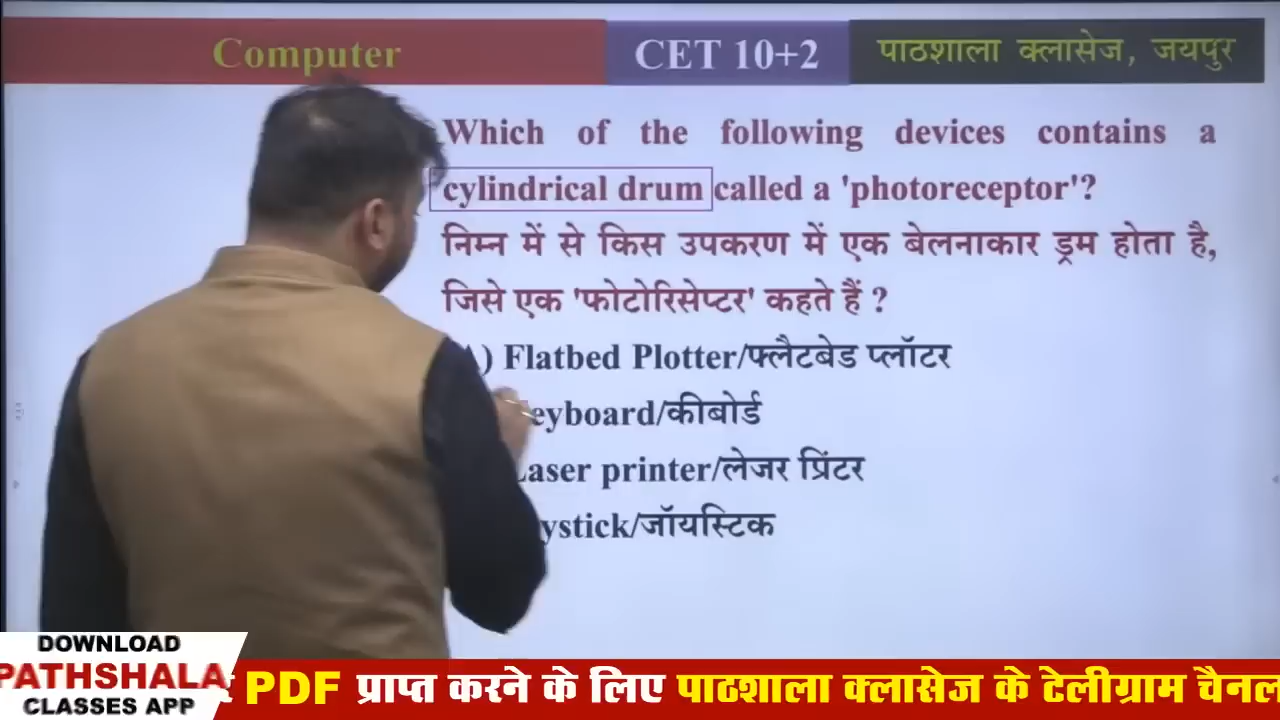 Computer
CET 10+2
पाठशाला क्लासेज, जयपुर
Which of the following devices contains a
cylindrical drum called a 'photoreceptor'?
निम्न में से किस उपकरण में एक बेलनाकार ड्रम होता है,
जिसे एक 'फोटोरिसेप्टर' कहते हैं ?
) Flatbed Plotter/फ्लैटबेड प्लॉटर
eyboard/कीबोर्ड
Laser printer/लेजर प्रिंटर
ystick/जॉयस्टिक
DOWNLOAD
PATHSHALA
CLASSES APP
PDF प्राप्त करने के लिए पाठशाला क्लासेज के टेलीग्राम चैनल